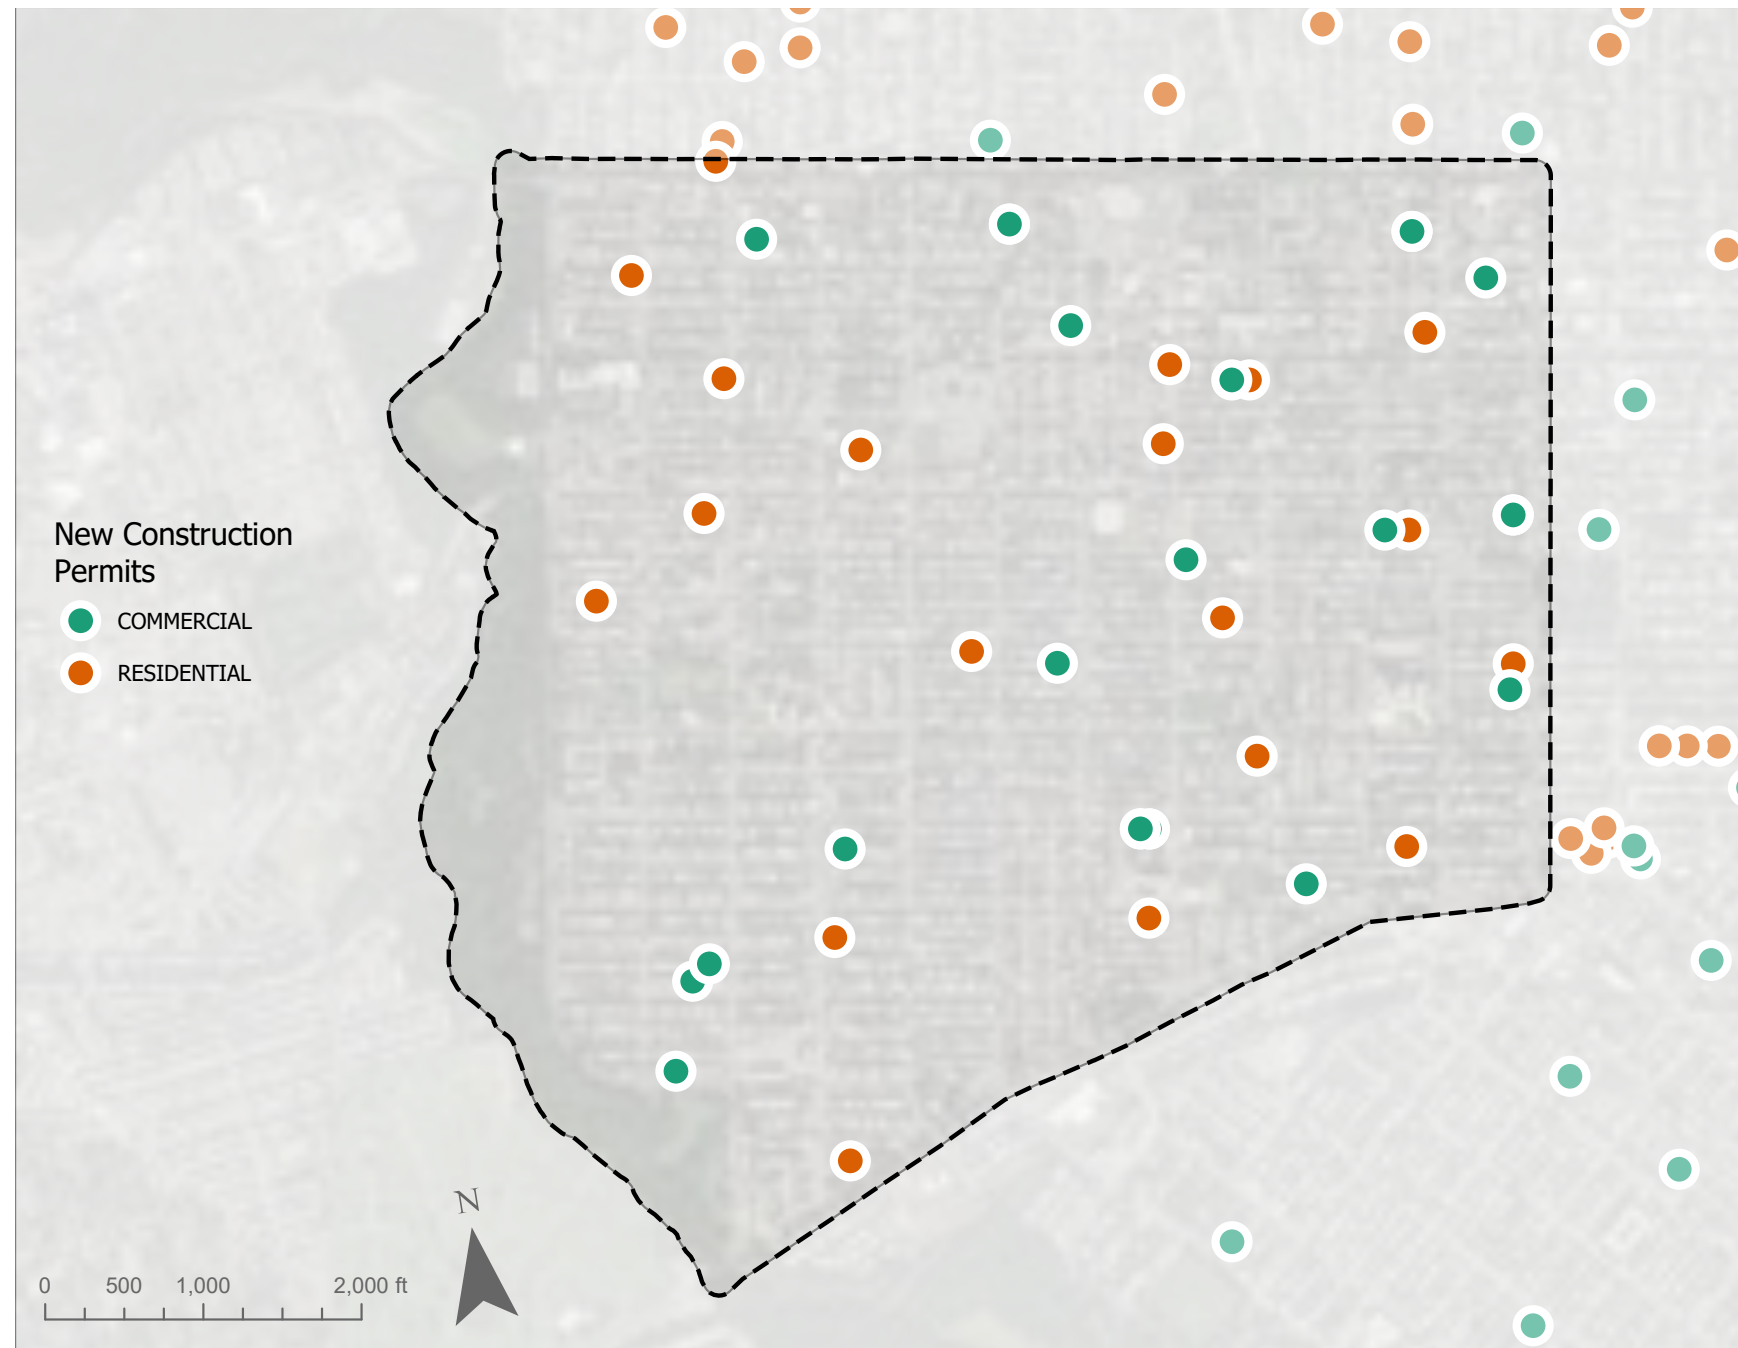 New Construction
Permits
COMMERCIAL
RESIDENTIAL
N
0 500 1,000 2,000 ft